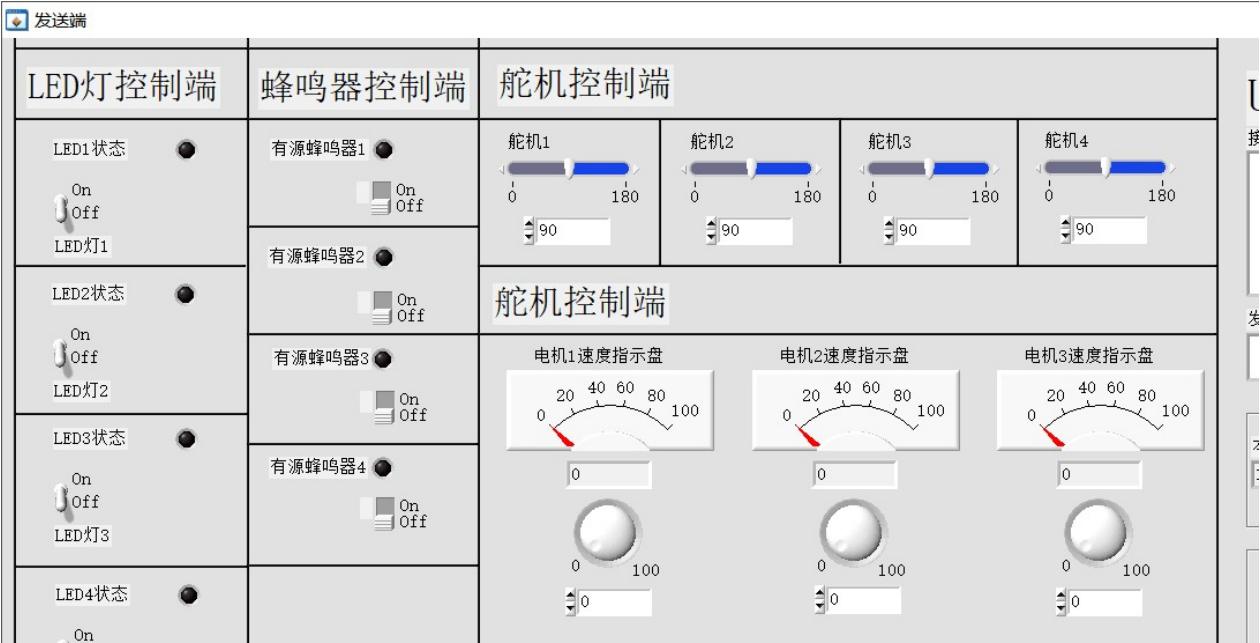 发送端
LED灯控制端
LED1状态
On
Off
LED灯1
LED2状态
On
Off
LED灯2
LED3状态
On
Off
LED灯3
LED4状态
On
蜂鸣器控制端
有源蜂鸣器1
On
Off
有源蜂鸣器2
On
Off
有源蜂鸣器3
On
Off
有源蜂鸣器4
On
Off
舵机控制端
舵机1
0 180
90
舵机2
0 180
90
舵机3
0 180
90
舵机4
0 180
90
舵机控制端
电机1速度指示盘
0 20 40 60 80 100
0
0 100
0
电机2速度指示盘
0 20 40 60 80 100
0
0 100
0
电机3速度指示盘
0 20 40 60 80 100
0
0 100
0